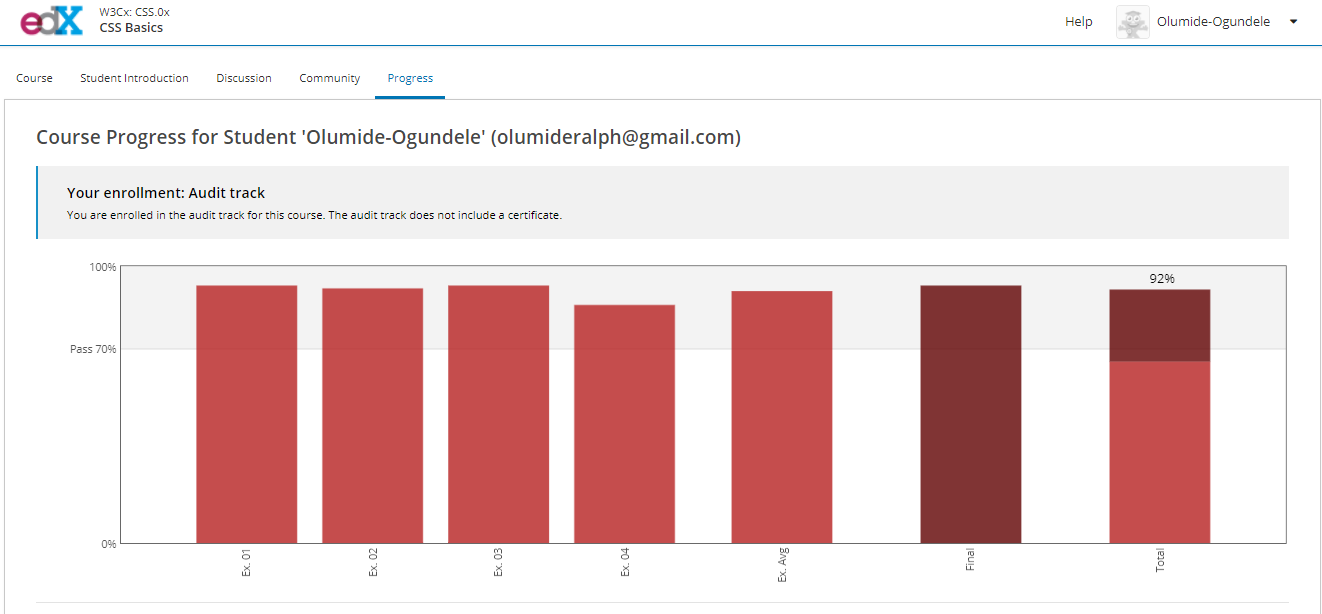 edX
W3Cx: CSS.0x
CSS Basics
Help
Olumide-Ogundele
Course
Student Introduction
Discussion
Community
Progress
Course Progress for Student 'Olumide-Ogundele' (olumideralph@gmail.com)
Your enrollment: Audit track
You are enrolled in the audit track for this course. The audit track does not include a certificate.
100%
92%
Pass 70%
0%
Ex. 01
Ex. 02
Ex. 03
Ex. 04
Ex. Avg
Final
Total